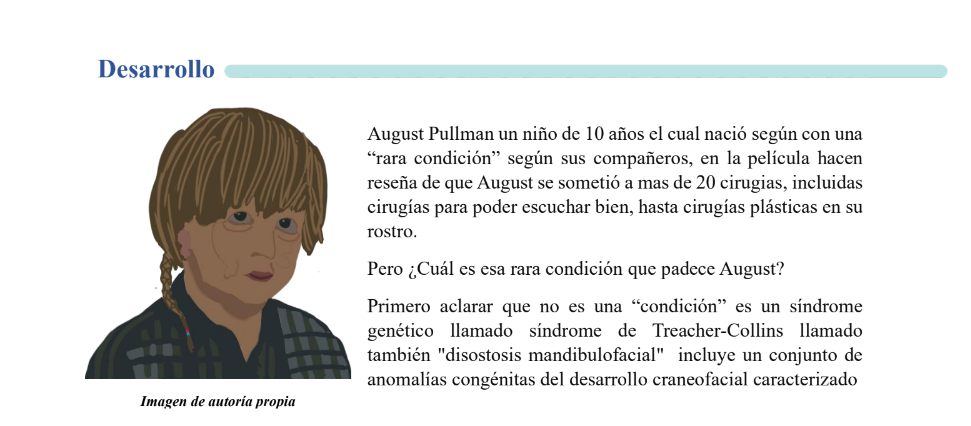 Desarrollo
August Pullman un niño de 10 años el cual nació según con una
“rara condición” según sus compañeros, en la película hacen
reseña de que August se sometió a mas de 20 cirugias, incluidas
cirugías para poder escuchar bien, hasta cirugías plásticas en su
rostro.
Pero ¿Cuál es esa rara condición que padece August?
Primero aclarar que no es una “condición” es un síndrome
genético llamado síndrome de Treacher-Collins llamado
también "disostosis mandibulofacial" incluye un conjunto de
anomalías congénitas del desarrollo craneofacial caracterizado
Imagen de autoría propia